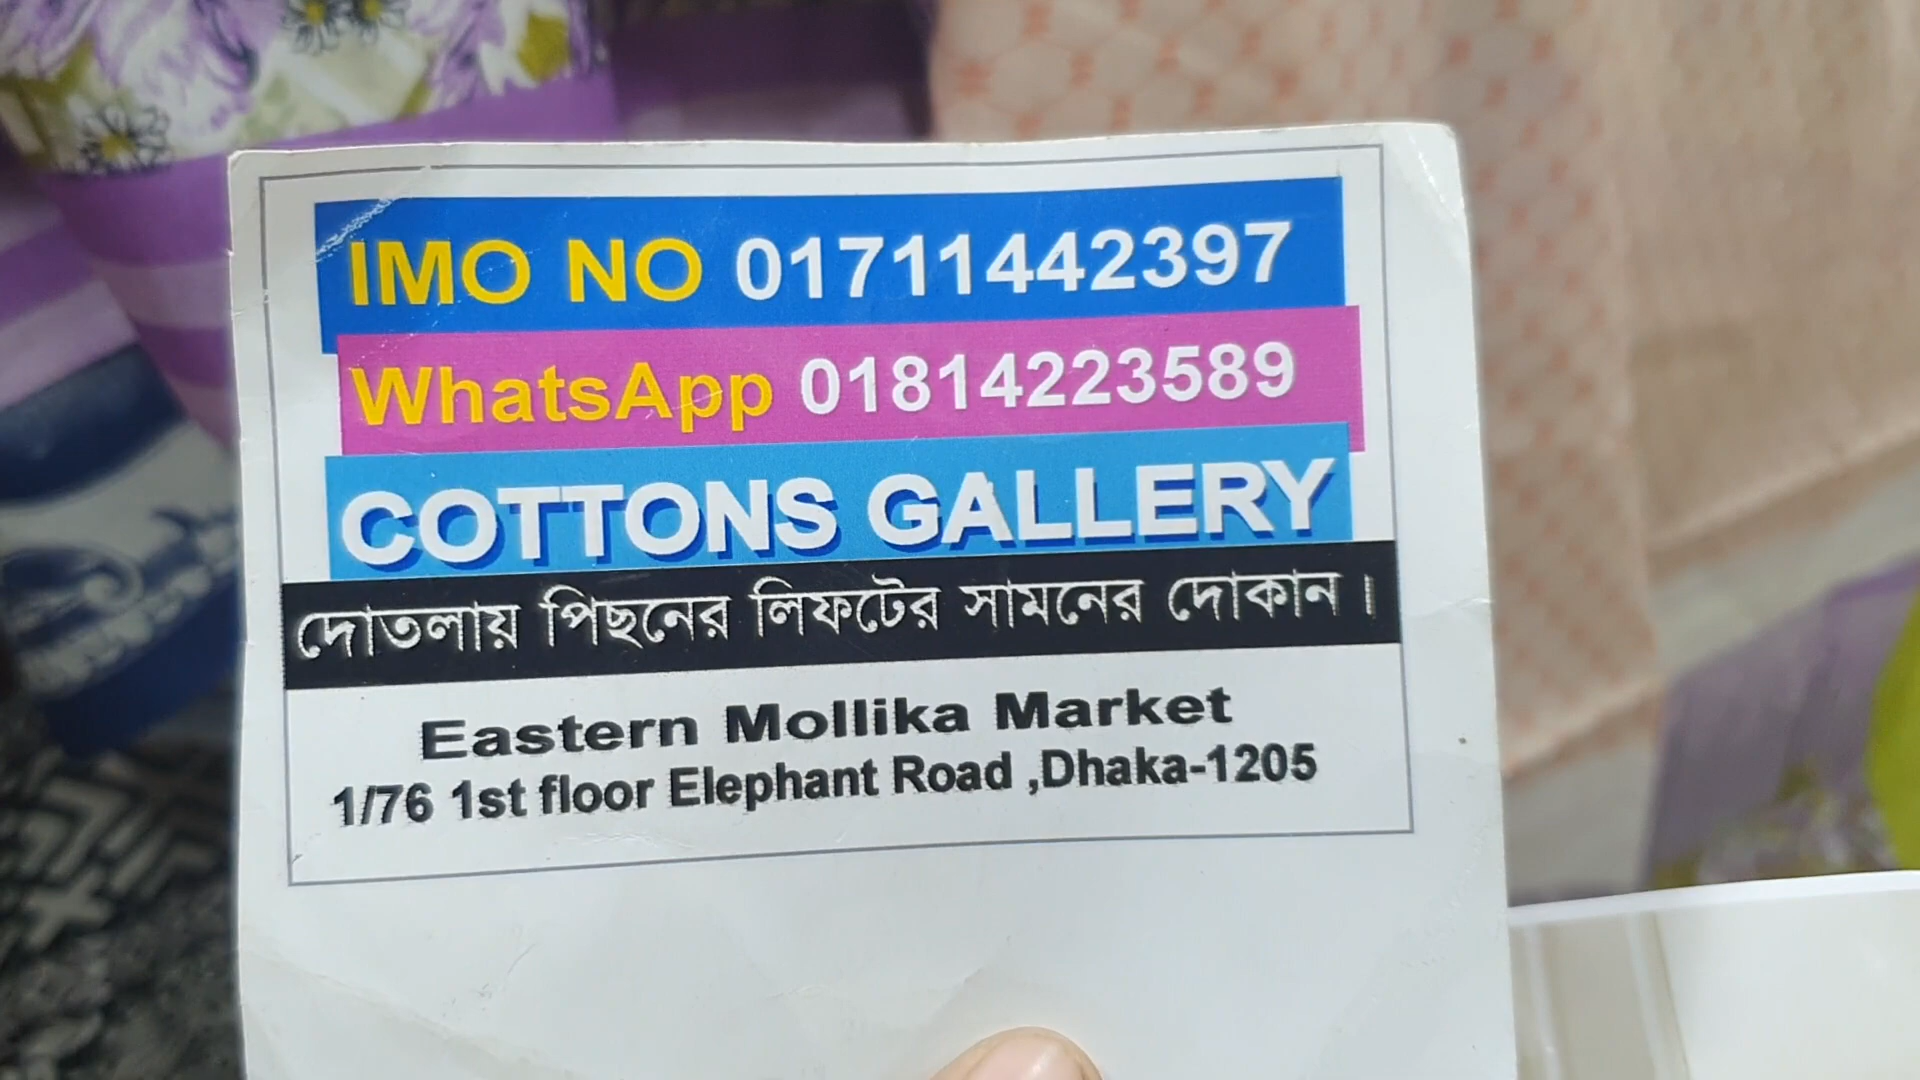 IMO NO 01711442397
WhatsApp 01814223589
COTTONS GALLERY
দোতলায় পিছনের লিফটের সামনের দোকান।
Eastern Mollika Market
1/76 1st floor Elephant Road ,Dhaka-1205